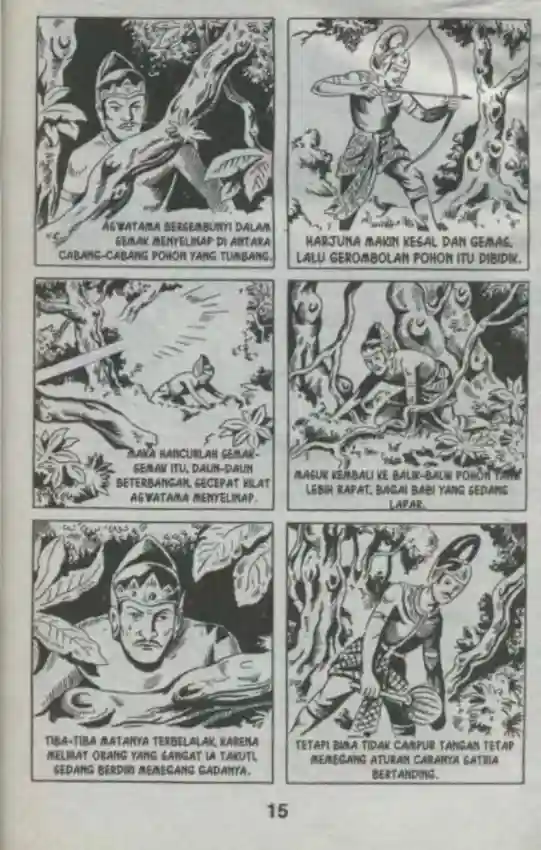 ASWATAMA BERSEMBUNYI DALAM
SEMAK MENYELINAP DI ANTARA
CABANG-CABANG POHON YANG TUMBANG.
HARJUNA MAKIN KESAL DAN GEMAS,
LALU GEROMBOLAN POHON ITU DIBIDIK.
MAKA HANCURLAH SEMAK-
SEMAK ITU, DAUN-DAUN
BETERBANGAN. SECEPAT KILAT
ASWATAMA MENYELINAP.
MASUK KEMBALI KE BALIK-BALIK POHON YANG
LEBIH RAPAT, BAGAI BABI YANG SEDANG
LAPAR.
TIBA-TIBA MATANYA TERBELALAK, KARENA
MELIHAT ORANG YANG SANGAT IA TAKUTI,
SEDANG BERDIRI MEMEGANG GADANYA.
TETAPI BIMA TIDAK CAMPUR TANGAN TETAP
MEMEGANG ATURAN CARANYA SATRIA
BERTANDING.
15